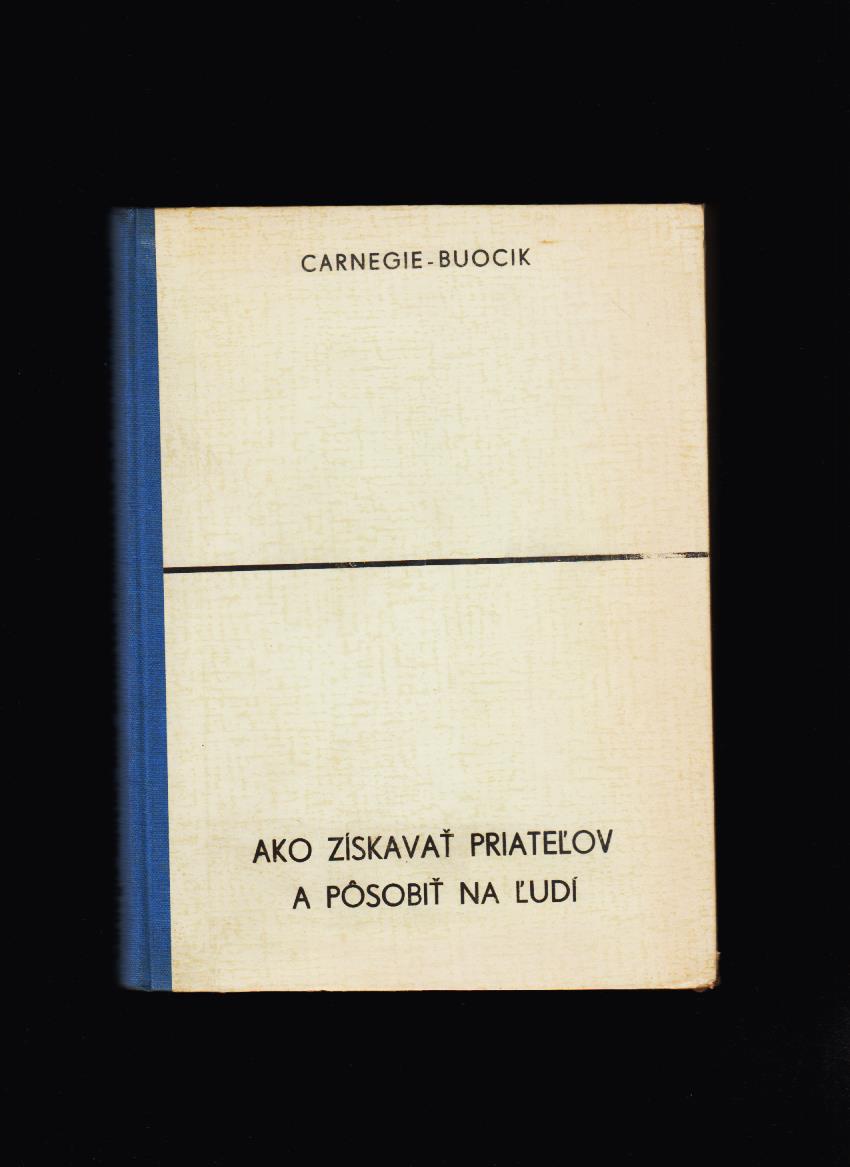 CARNEGIE-BUOCIK
AKO ZÍSKAVAŤ PRIATEĽOV
A PÔSOBIŤ NA ĽUDÍ